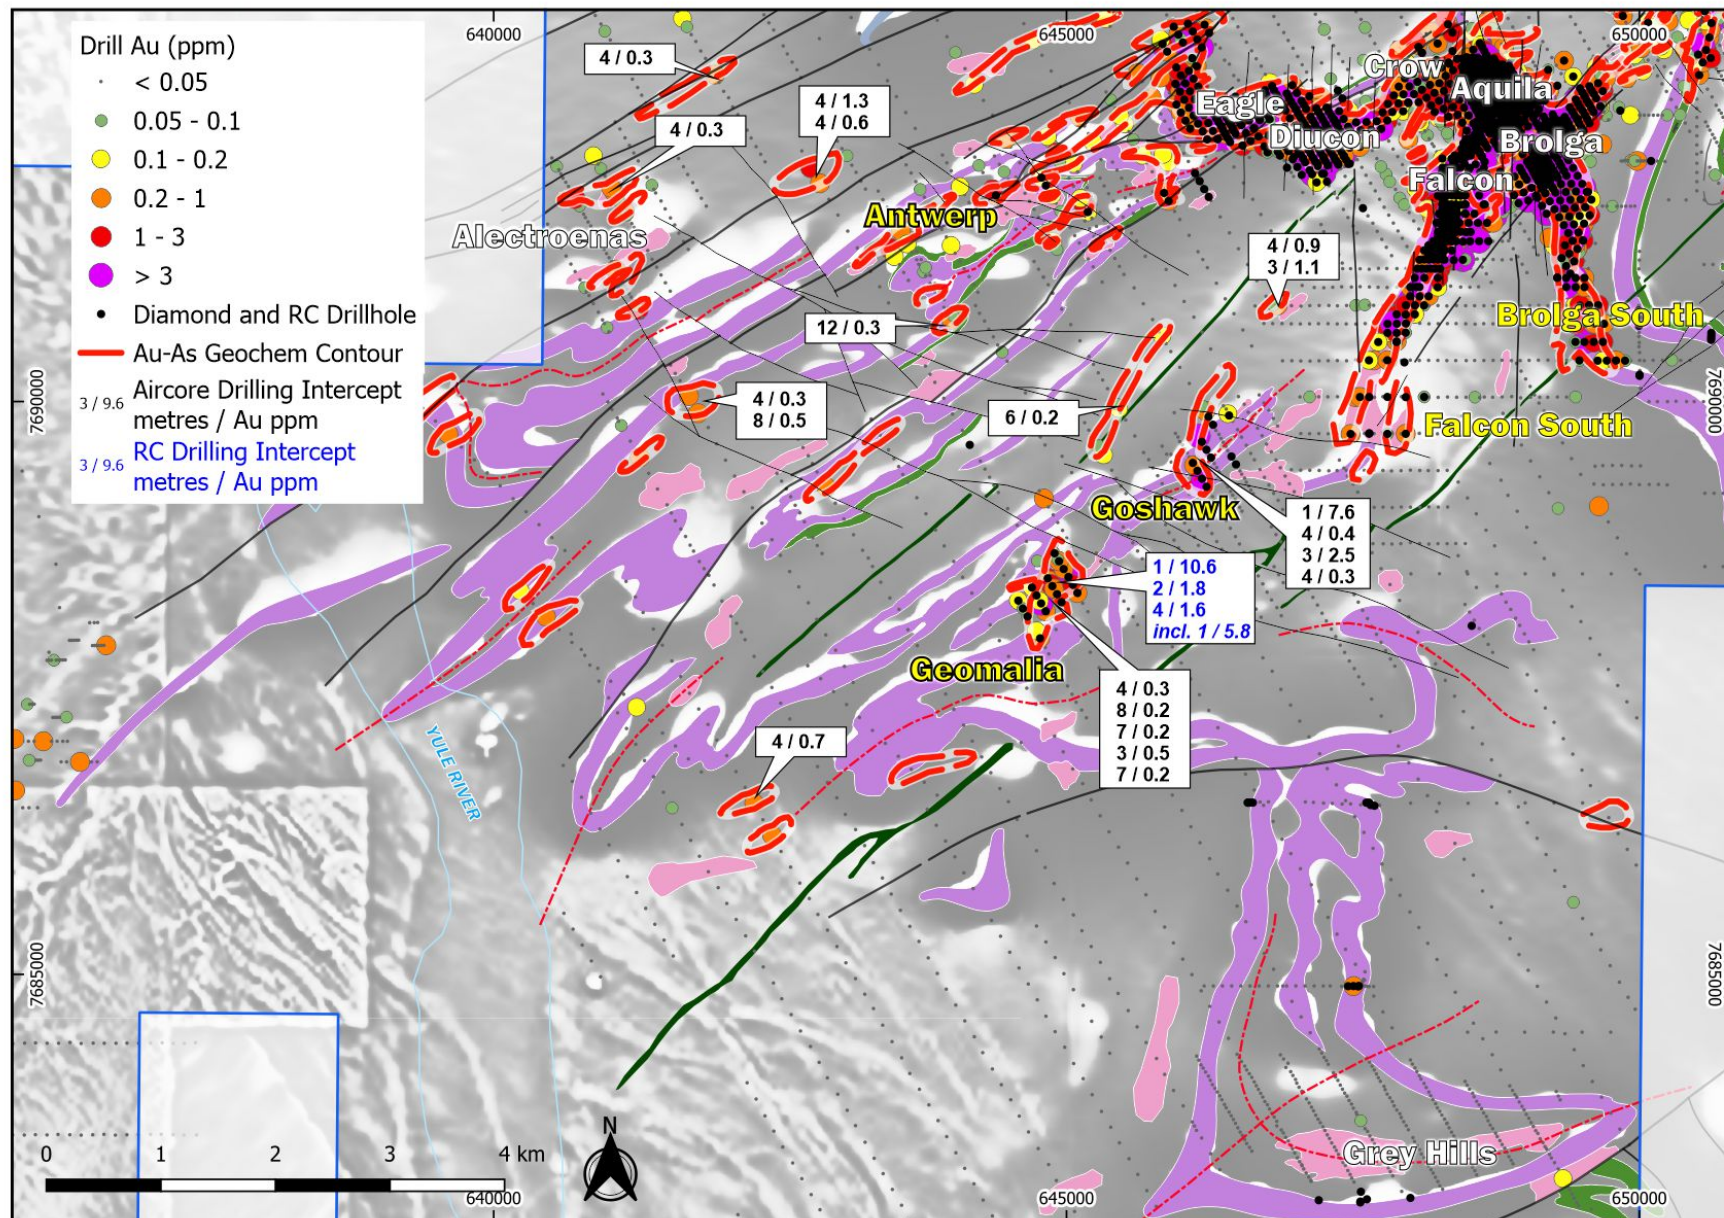 640000
645000
650000
Drill Au (ppm)
< 0.05
0.05 - 0.1
0.1 - 0.2
0.2 - 1
1 - 3
> 3
Diamond and RC Drillhole
Au-As Geochem Contour
3 / 9.6
Aircore Drilling Intercept
metres / Au ppm
3 / 9.6
RC Drilling Intercept
metres / Au ppm
4 / 0.3
4 / 1.3
4 / 0.6
4 / 0.3
Crow
Aquila
Eagle
Diucon
Brolga
Falcon
Antwerp
Alectroenas
4 / 0.9
3 / 1.1
12 / 0.3
Brolga South
7690000
7690000
4 / 0.3
8 / 0.5
6 / 0.2
Falcon South
Goshawk
1 / 7.6
4 / 0.4
3 / 2.5
4 / 0.3
1 / 10.6
2 / 1.8
4 / 1.6
incl. 1 / 5.8
Geomalia
4 / 0.3
8 / 0.2
7 / 0.2
3 / 0.5
7 / 0.2
4 / 0.7
YULE RIVER
7685000
7685000
N
Grey Hills
0 1 2 3 4 km
640000
645000
650000